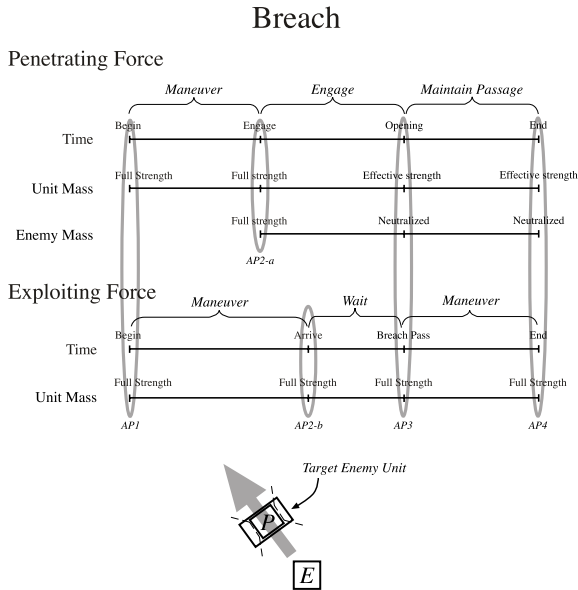 Breach
Penetrating Force
Maneuver Engage Maintain Passage
Begin Engage Opening End
Time
Full Strength Full strength Effective strength Effective strength
Unit Mass
Full strength Neutralized Neutralized
Enemy Mass
AP2-a
Exploiting Force
Maneuver Wait Maneuver
Begin Arrive Breach Pass End
Time
Full Strength Full Strength Full Strength Full Strength
Unit Mass
AP1 AP2-b AP3 AP4
Target Enemy Unit
P
E